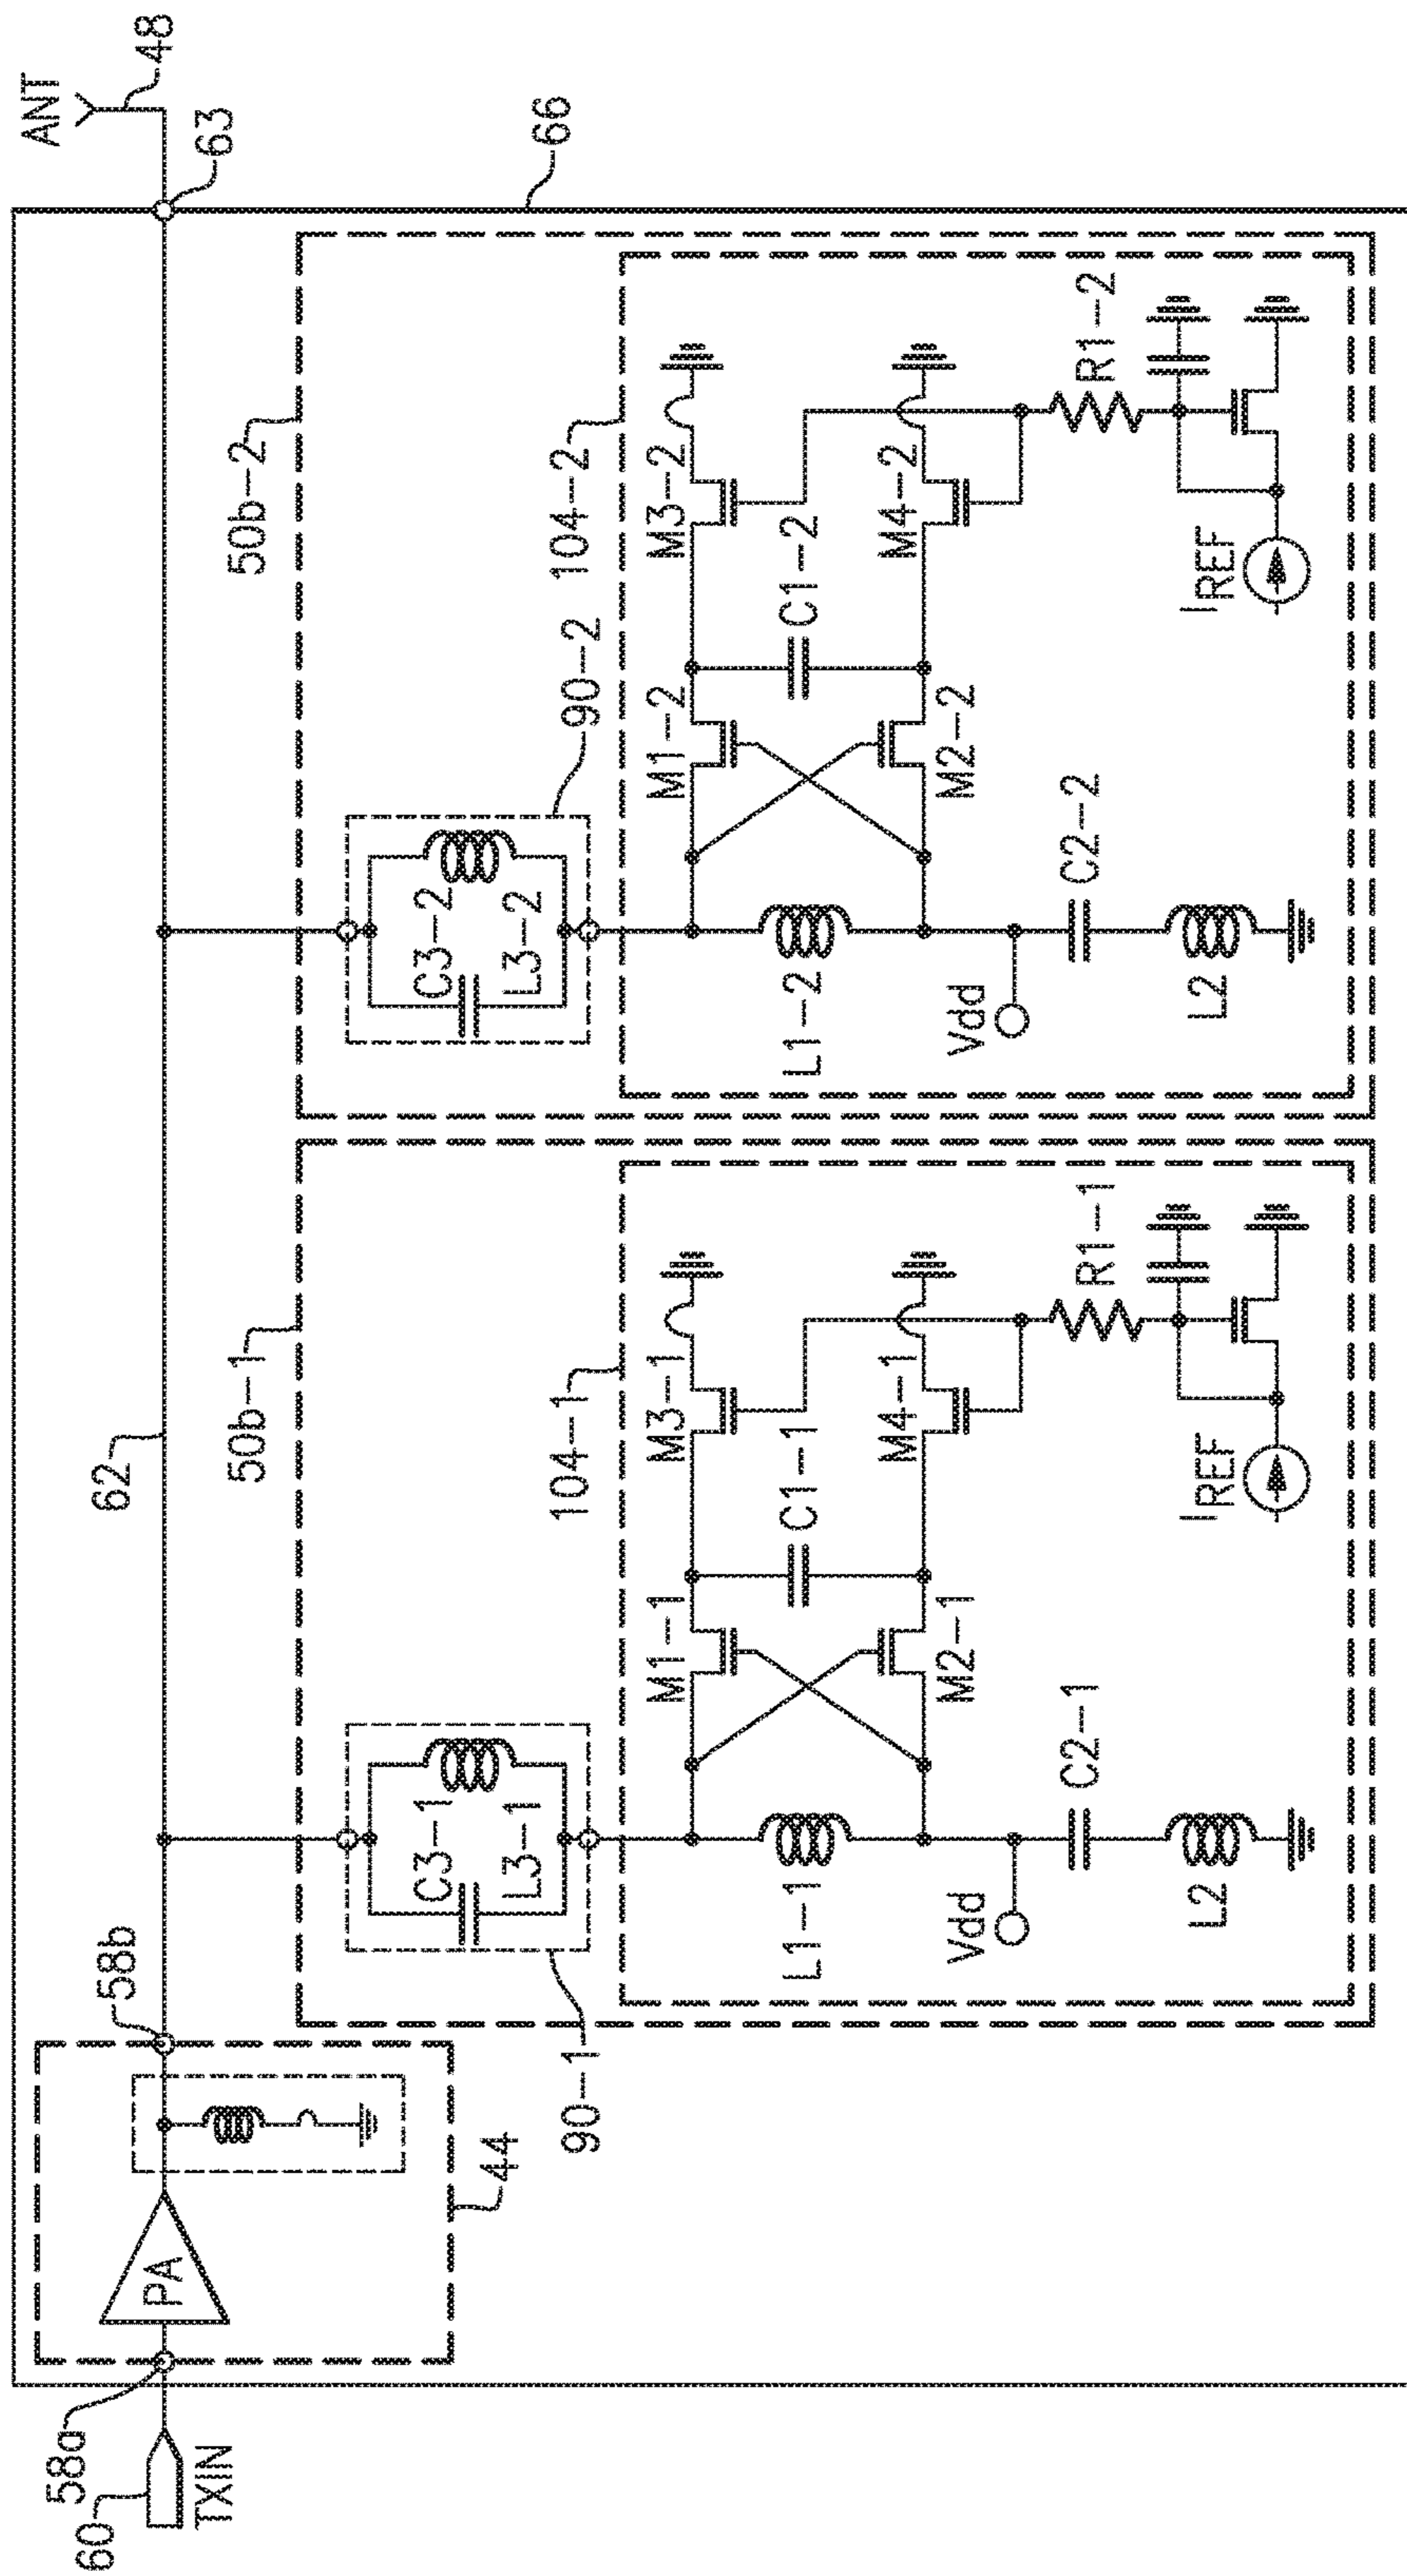 ANT
48
63
66
62
50b-2
104-2
90-2
C3-2
L3-2
M1-2
M3-2
C1-2
M2-2
M4-2
L1-2
Vdd
C2-2
L2
R1-2
IREF
50b-1
104-1
90-1
C3-1
L3-1
M1-1
M3-1
C1-1
M2-1
M4-1
L1-1
Vdd
C2-1
L2
R1-1
IREF
58b
44
PA
58a
60
TXIN